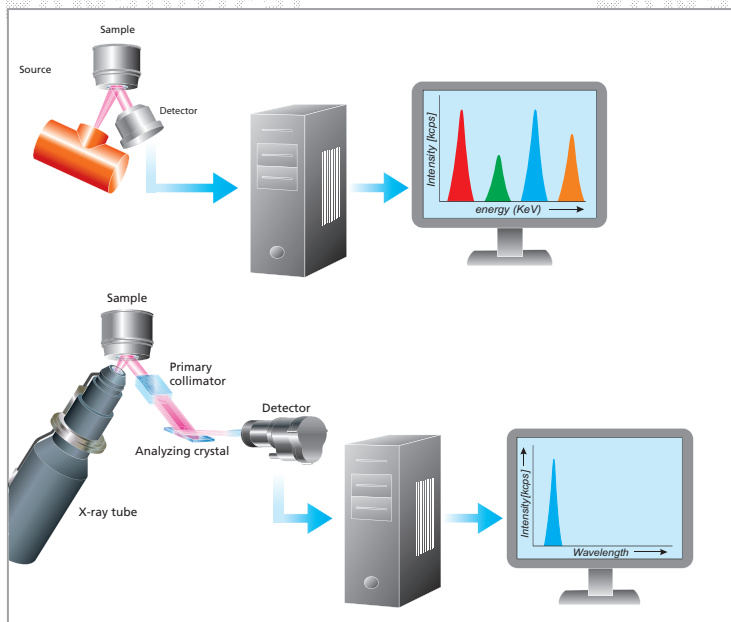 Sample
Source
Detector
Intensity [kcps]
energy (KeV)
Sample
Primary
collimator
Detector
Analyzing crystal
X-ray tube
Intensity[kcps]
Wavelength